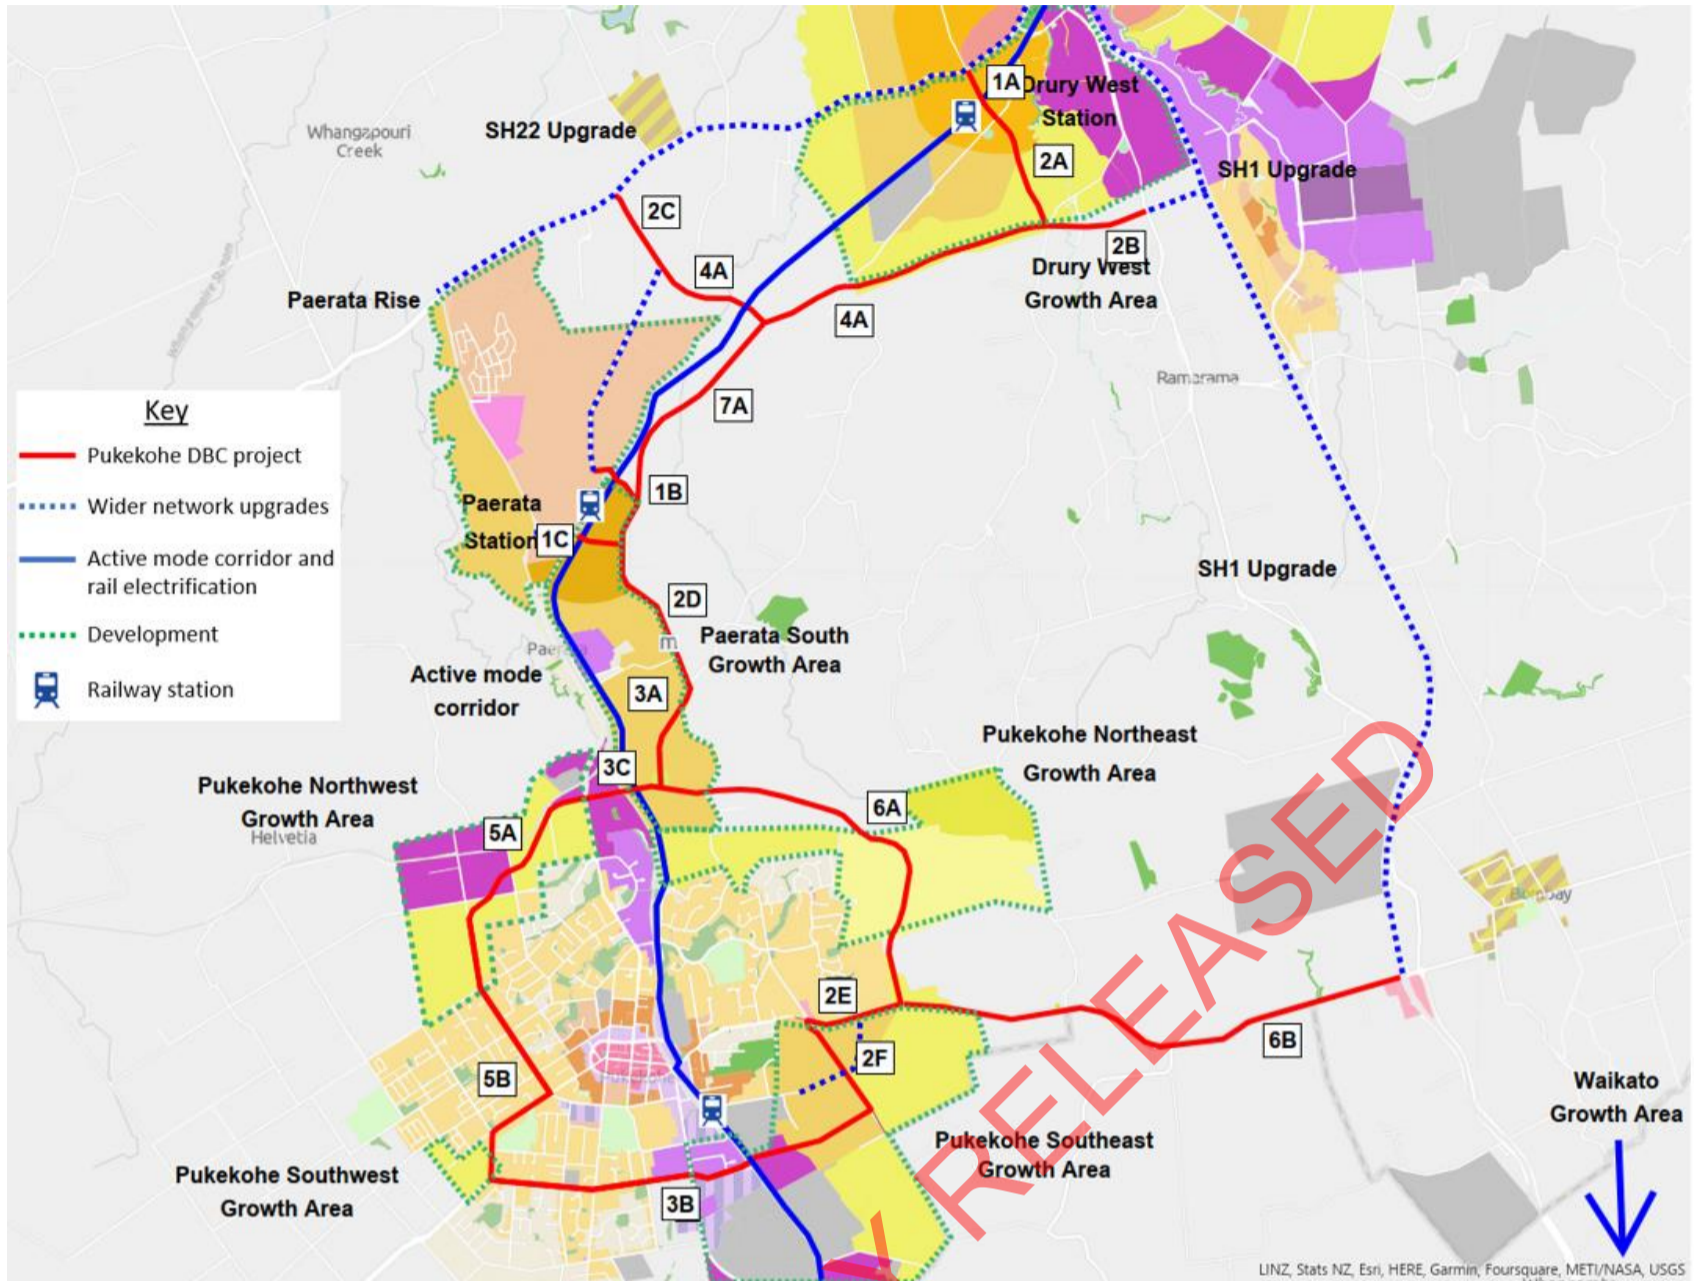 1A
Drury West
Station
SH22 Upgrade
Whangapouri
Creek
2A
SH1 Upgrade
2C
2B
4A
Drury West
Growth Area
Paerata Rise
4A
Ramarama
Key
Pukekohe DBC project
Wider network upgrades
Active mode corridor and
rail electrification
Development
Railway station
7A
1B
Paerata
Station
1C
SH1 Upgrade
2D
Paerata South
Growth Area
Active mode
corridor
3A
Pukekohe Northeast
Growth Area
3C
Pukekohe Northwest
Growth Area
Helvetia
5A
6A
Bombay
RELEASED
2E
2F
6B
5B
Pukekohe
Waikato
Growth Area
Pukekohe Southeast
Growth Area
Pukekohe Southwest
Growth Area
3B
LINZ, Stats NZ, Esri, HERE, Garmin, Foursquare, METI/NASA, USGS